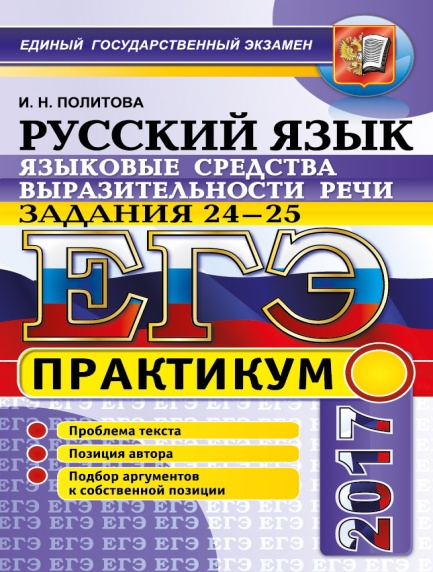 ЕДИНЫЙ ГОСУДАРСТВЕННЫЙ ЭКЗАМЕН
И. Н. ПОЛИТОВА
РУССКИЙ ЯЗЫК
ЯЗЫКОВЫЕ СРЕДСТВА
ВЫРАЗИТЕЛЬНОСТИ РЕЧИ
ЗАДАНИЯ 24–25
ЕГЭ
ПРАКТИКУМ
Проблема текста
Позиция автора
Подбор аргументов
к собственной позиции
2017